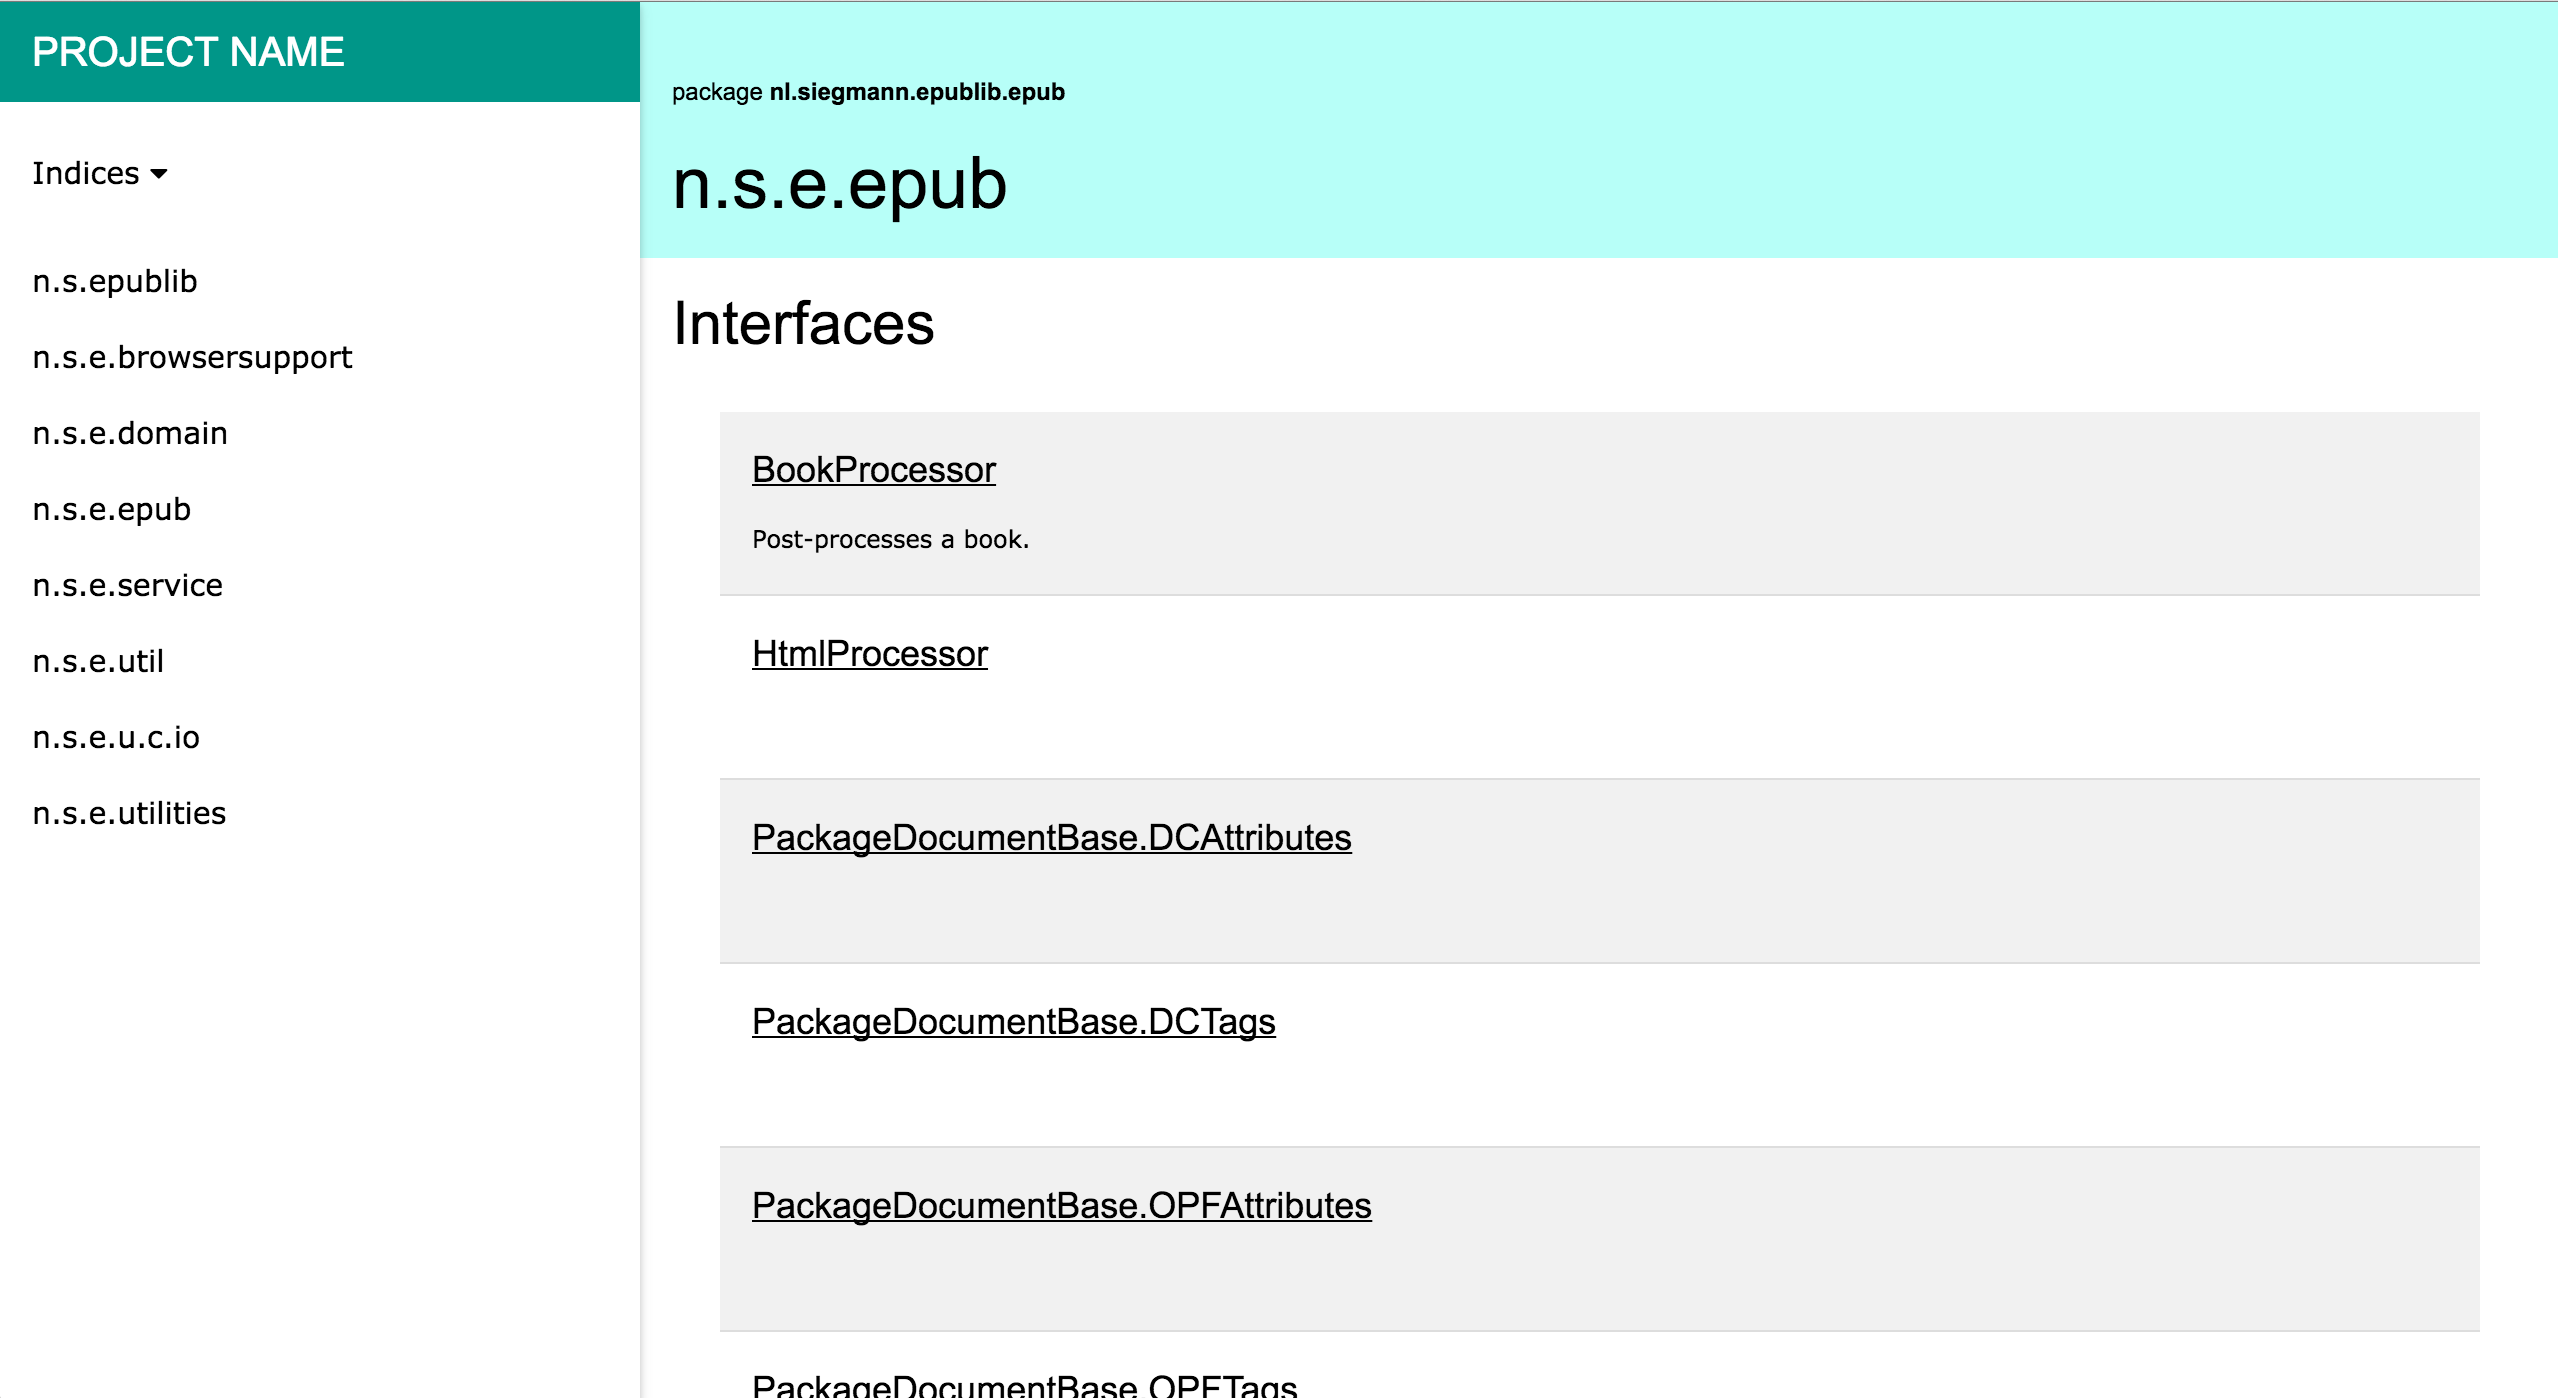 PROJECT NAME
Indices
n.s.epublib
n.s.e.browsersupport
n.s.e.domain
n.s.e.epub
n.s.e.service
n.s.e.util
n.s.e.u.c.io
n.s.e.utilities
package nl.siegmann.epublib.epub
n.s.e.epub
Interfaces
BookProcessor
Post-processes a book.
HtmlProcessor
PackageDocumentBase.DCAttributes
PackageDocumentBase.DCTags
PackageDocumentBase.OPFAttributes
PackageDocumentBase.OPFTags